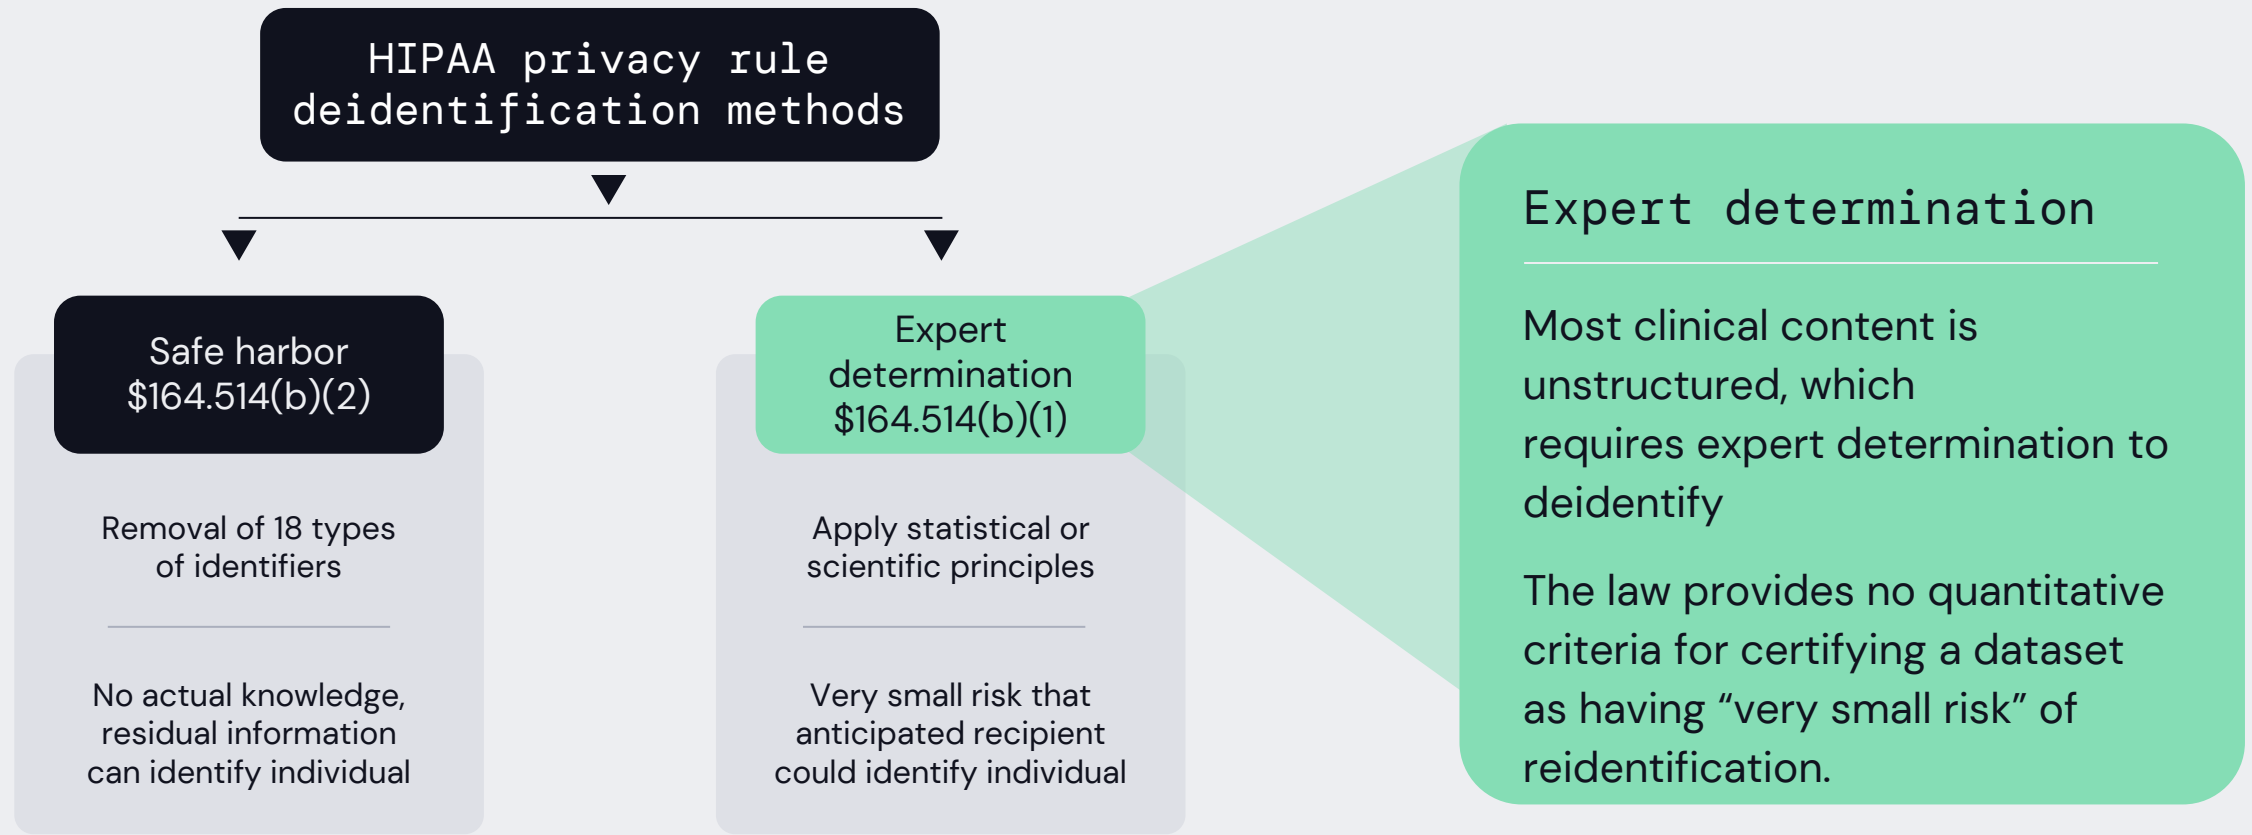 HIPAA privacy rule
deidentification methods
Safe harbor
$164.514(b)(2)
Removal of 18 types
of identifiers
No actual knowledge,
residual information
can identify individual
Expert
determination
$164.514(b)(1)
Apply statistical or
scientific principles
Very small risk that
anticipated recipient
could identify individual
Expert determination
Most clinical content is
unstructured, which
requires expert determination to
deidentify
The law provides no quantitative
criteria for certifying a dataset
as having “very small risk” of
reidentification.